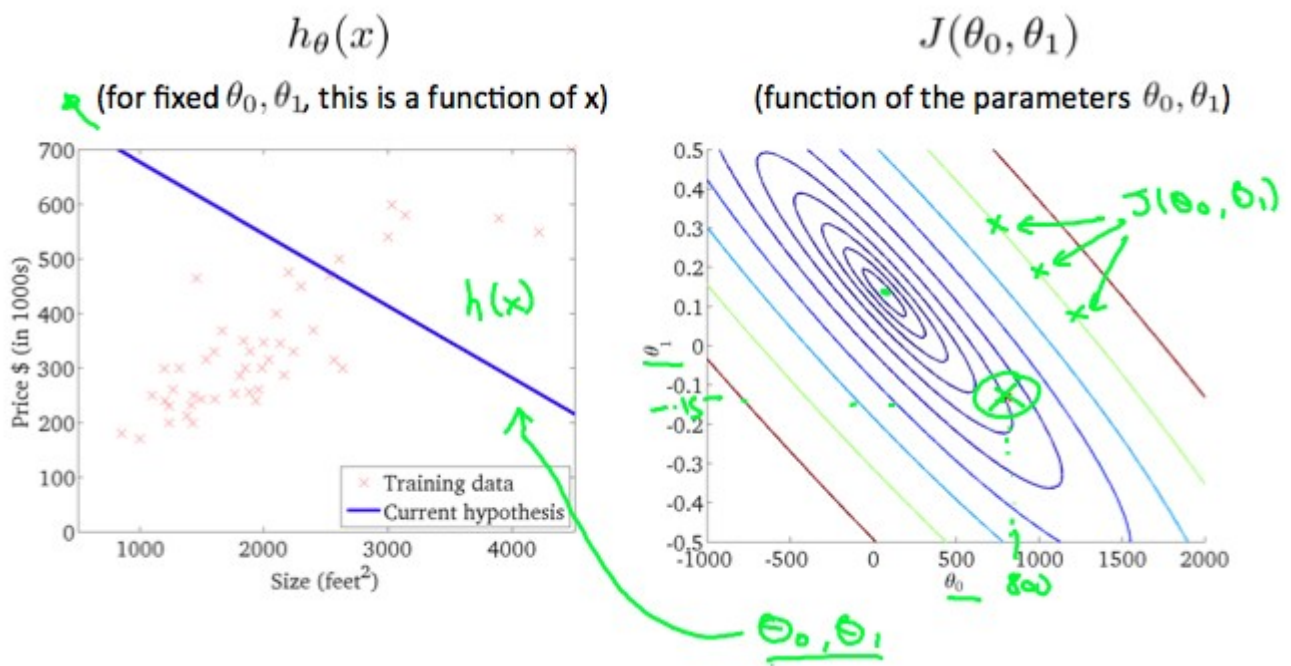 hθ(x)
(for fixed θ0, θ1, this is a function of x)
700
600
500
400
300
200
100
0
Price $ (in 1000s)
h(x)
Training data
Current hypothesis
1000 2000 3000 4000
Size (feet²)
θ0, θ1
J(θ0, θ1)
(function of the parameters θ0, θ1)
0.5
0.4
0.3
0.2
0.1
0
-0.1
-.15
-0.2
-0.3
-0.4
-0.5
θ1
J(θ0, θ1)
-1000 -500 0 500 1000 1500 2000
θ0 800